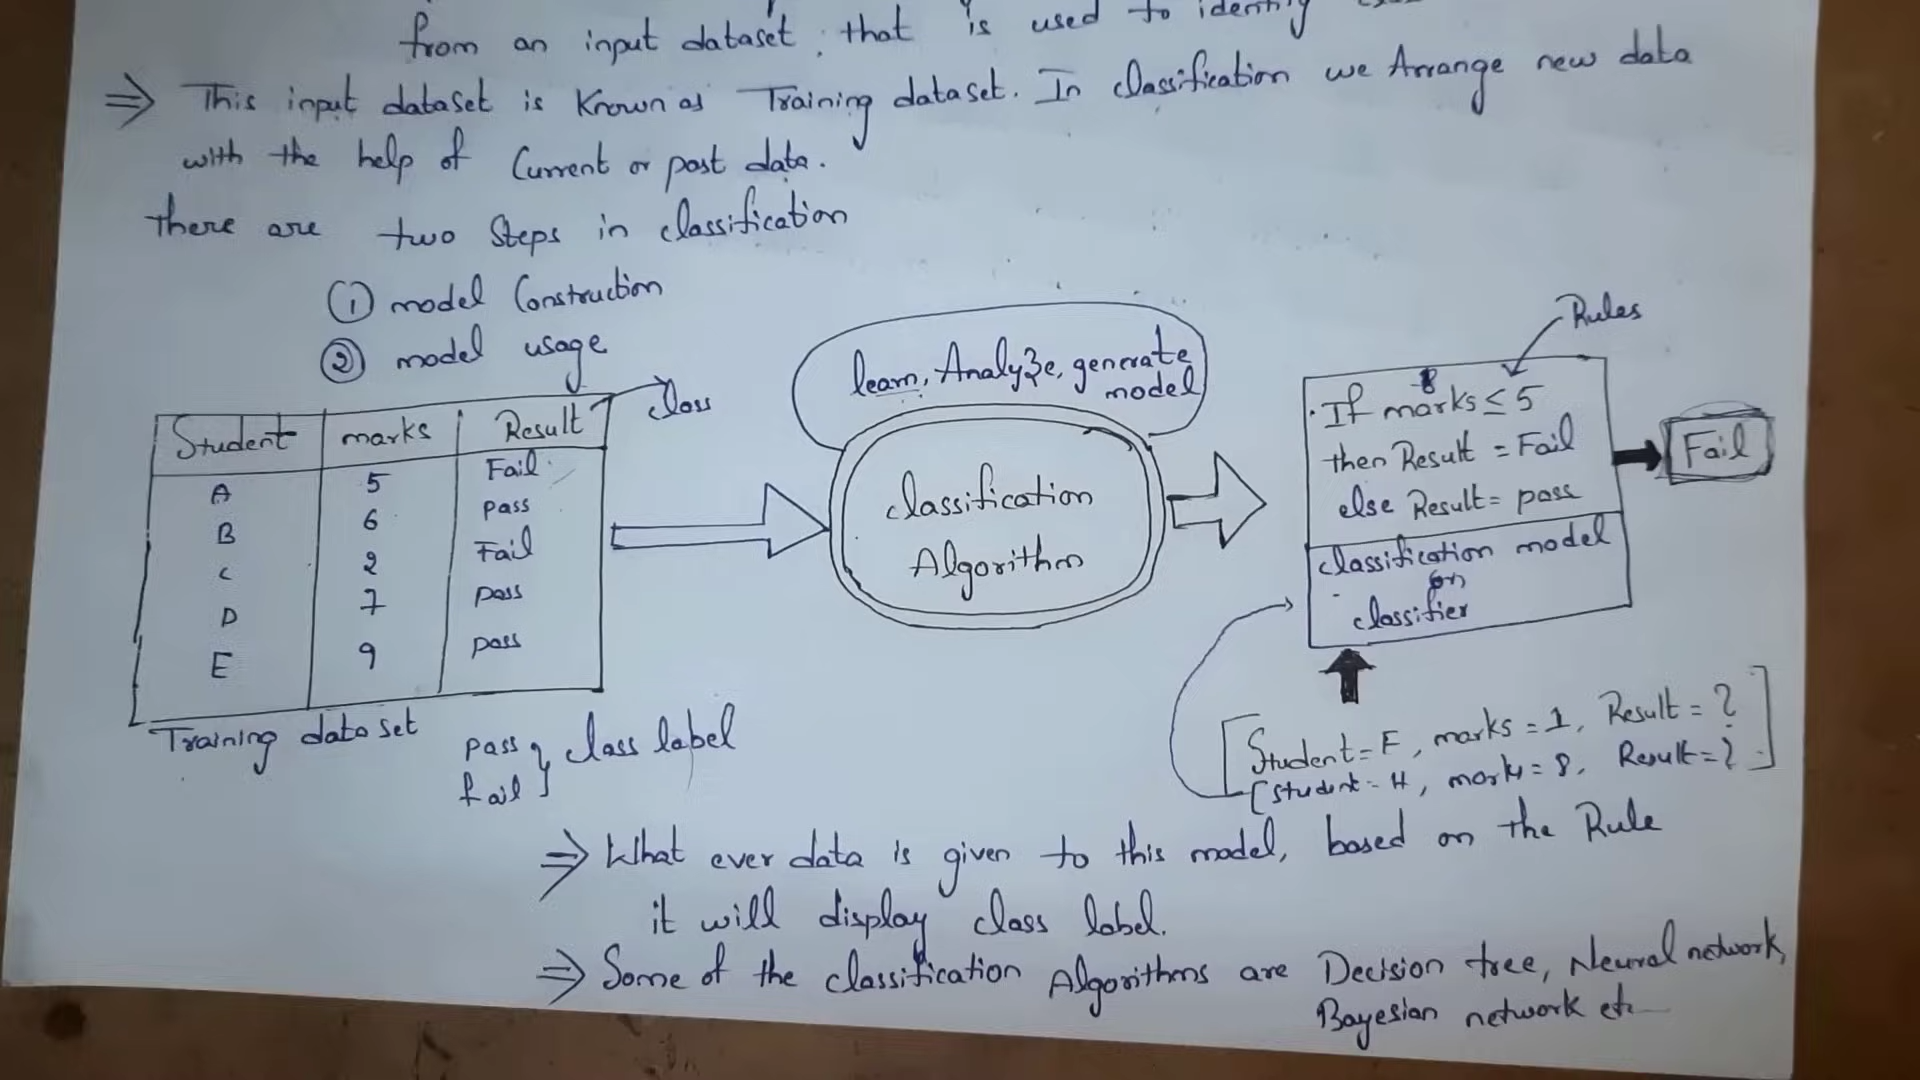 from an input dataset, that is used to identify
⇒ This input dataset is Known as Training dataset. In classification we Arrange new data
with the help of Current or past data.
There are two Steps in classification
① model Construction
② model usage
Student marks Result
class
A 5 Fail
B 6 pass
C 2 Fail
D 7 pass
E 9 pass
Training dataset
pass
fail
class label
learn, Analyze, generate
model
classification
Algorithm
Rules
8
If marks ≤ 5
then Result = Fail
else Result = pass
classification model
or
classifier
Fail
[Student = F, marks = 1, Result = ?
[Student = H, marks = 8, Result = ?]
⇒ What ever data is given to this model, based on the Rule
it will display class label.
⇒ Some of the classification Algorithms are Decision tree, Neural network,
Bayesian network etc